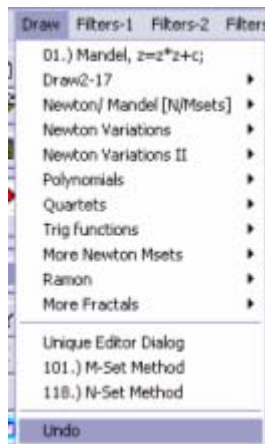 Draw Filters-1 Filters-2 Filters
01.) Mandel, z=z*z+c;
Draw2-17
Newton/ Mandel [N/Msets]
Newton Variations
Newton Variations II
Polynomials
Quartets
Trig functions
More Newton Msets
Ramon
More Fractals
Unique Editor Dialog
101.) M-Set Method
118.) N-Set Method
Undo